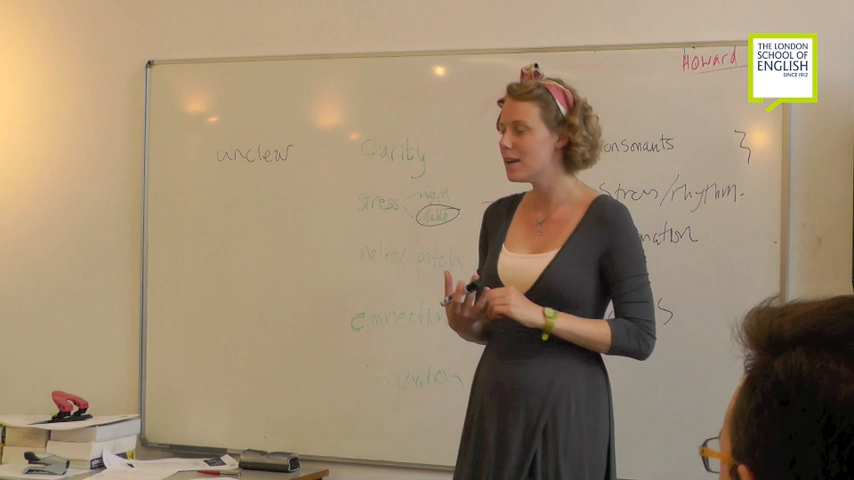 THE LONDON
SCHOOL OF
ENGLISH
SINCE 1912
Howard
unclear
Clarity
onsonants
stress
Stress/rhythm.
melody/pitch
nation
connection